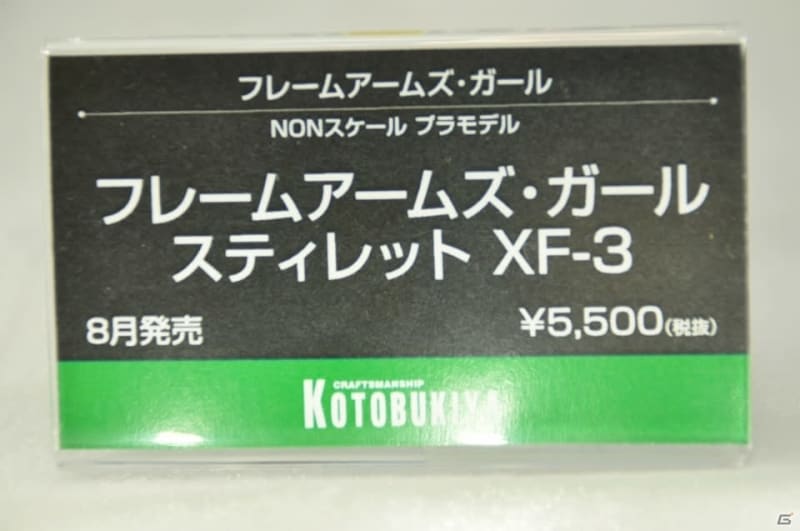 フレームアームズ・ガール
NONスケール プラモデル
フレームアームズ・ガール
スティレット XF-3
8月発売
¥5,500(税抜)
CRAFTSMANSHIP
KOTOBUKIYA